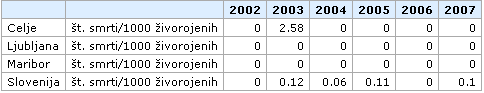 2002 2003 2004 2005 2006 2007
Celje št. smrti/1000 živorojenih 0 2.58 0 0 0 0
Ljubljana št. smrti/1000 živorojenih 0 0 0 0 0 0
Maribor št. smrti/1000 živorojenih 0 0 0 0 0 0
Slovenija št. smrti/1000 živorojenih 0 0.12 0.06 0.11 0 0.1